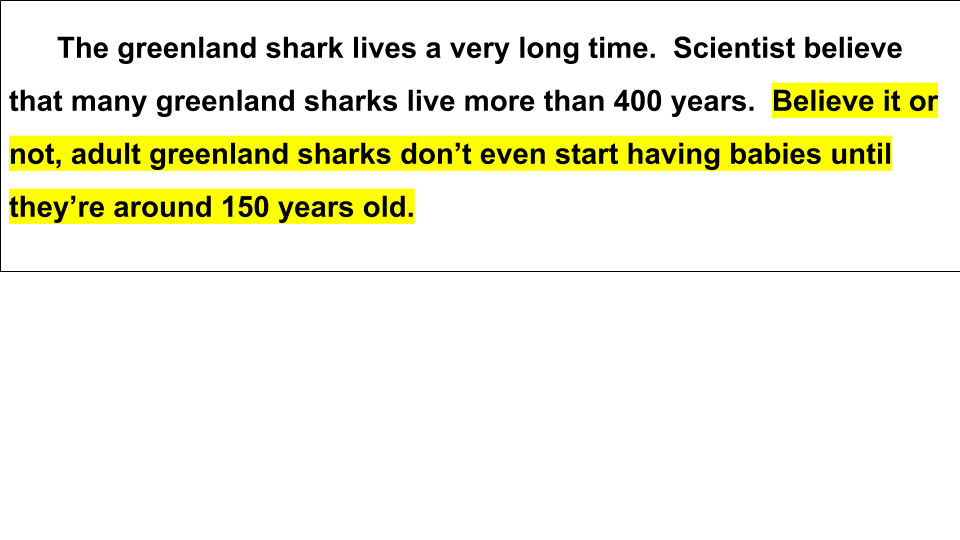 The greenland shark lives a very long time.  Scientist believe
that many greenland sharks live more than 400 years.  Believe it or
not, adult greenland sharks don’t even start having babies until
they’re around 150 years old.